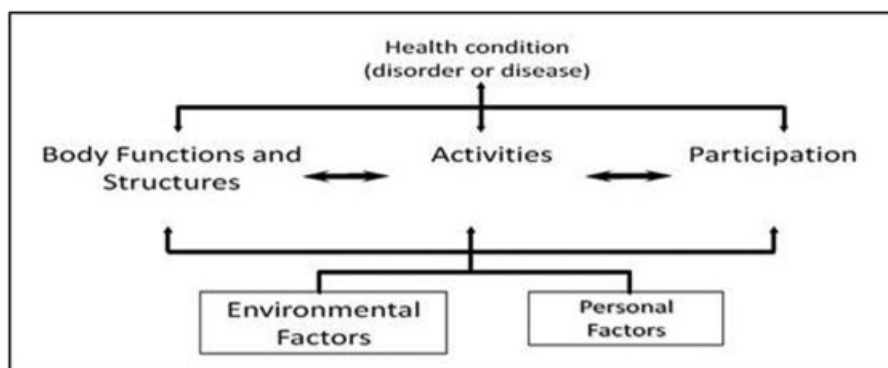 Health condition
(disorder or disease)
Body Functions and
Structures
Activities
Participation
Environmental
Factors
Personal
Factors